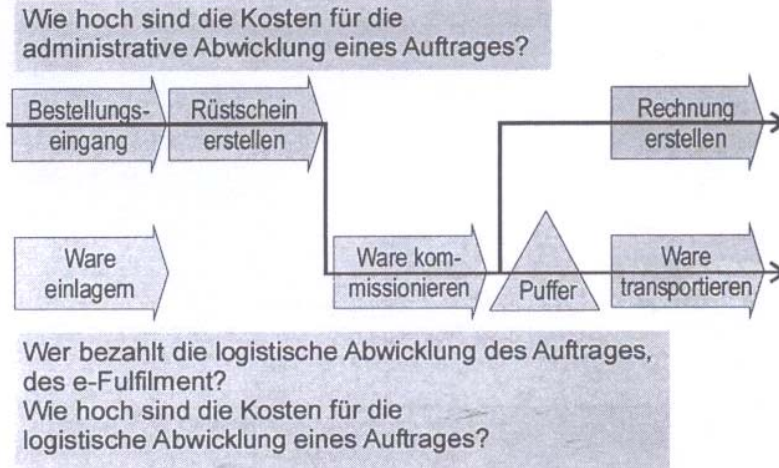 Wie hoch sind die Kosten für die
administrative Abwicklung eines Auftrages?
Bestellungs-
eingang
Rüstschein
erstellen
Rechnung
erstellen
Ware
einlagern
Ware kom-
missionieren
Puffer
Ware
transportieren
Wer bezahlt die logistische Abwicklung des Auftrages,
des e-Fulfilment?
Wie hoch sind die Kosten für die
logistische Abwicklung eines Auftrages?